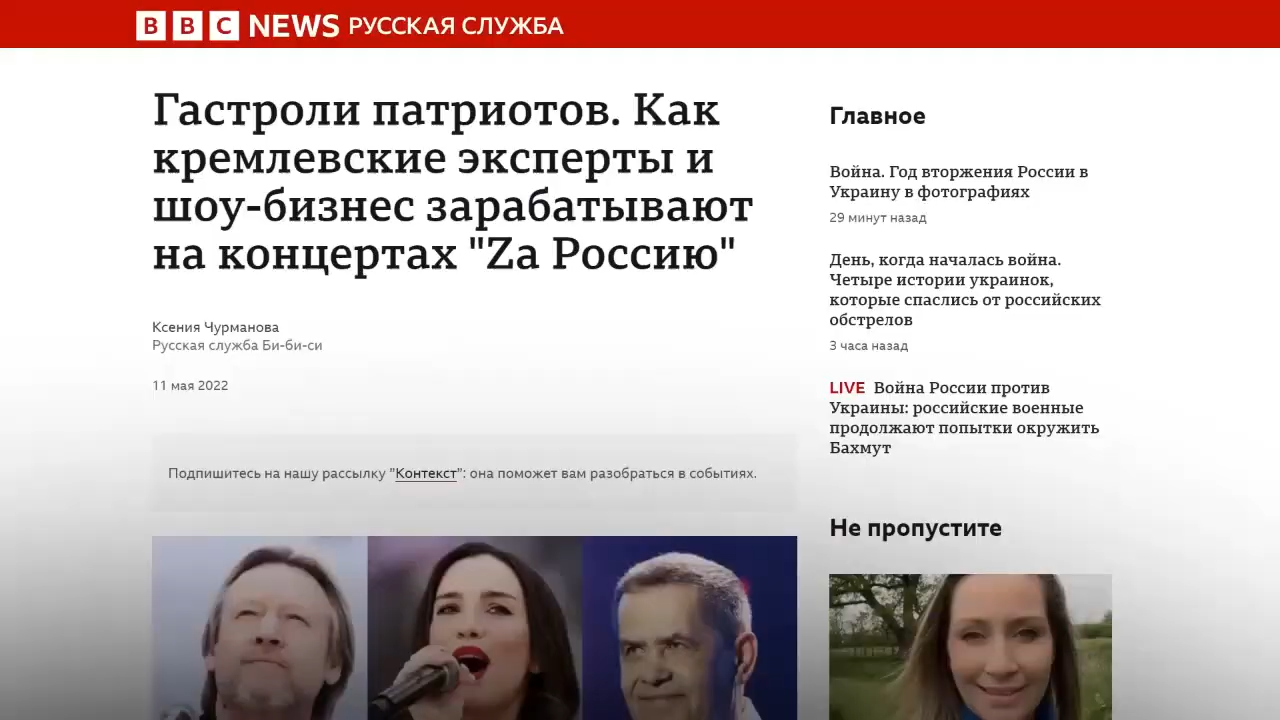 BBC NEWS РУССКАЯ СЛУЖБА
Гастроли патриотов. Как
кремлевские эксперты и
шоу-бизнес зарабатывают
на концертах "Za Россию"
Ксения Чурманова
Русская служба Би-би-си
11 мая 2022
Подпишитесь на нашу рассылку "Контекст": она поможет вам разобраться в событиях.
Главное
Война. Год вторжения России в
Украину в фотографиях
29 минут назад
День, когда началась война.
Четыре истории украинок,
которые спаслись от российских
обстрелов
3 часа назад
LIVE Война России против
Украины: российские военные
продолжают попытки окружить
Бахмут
Не пропустите